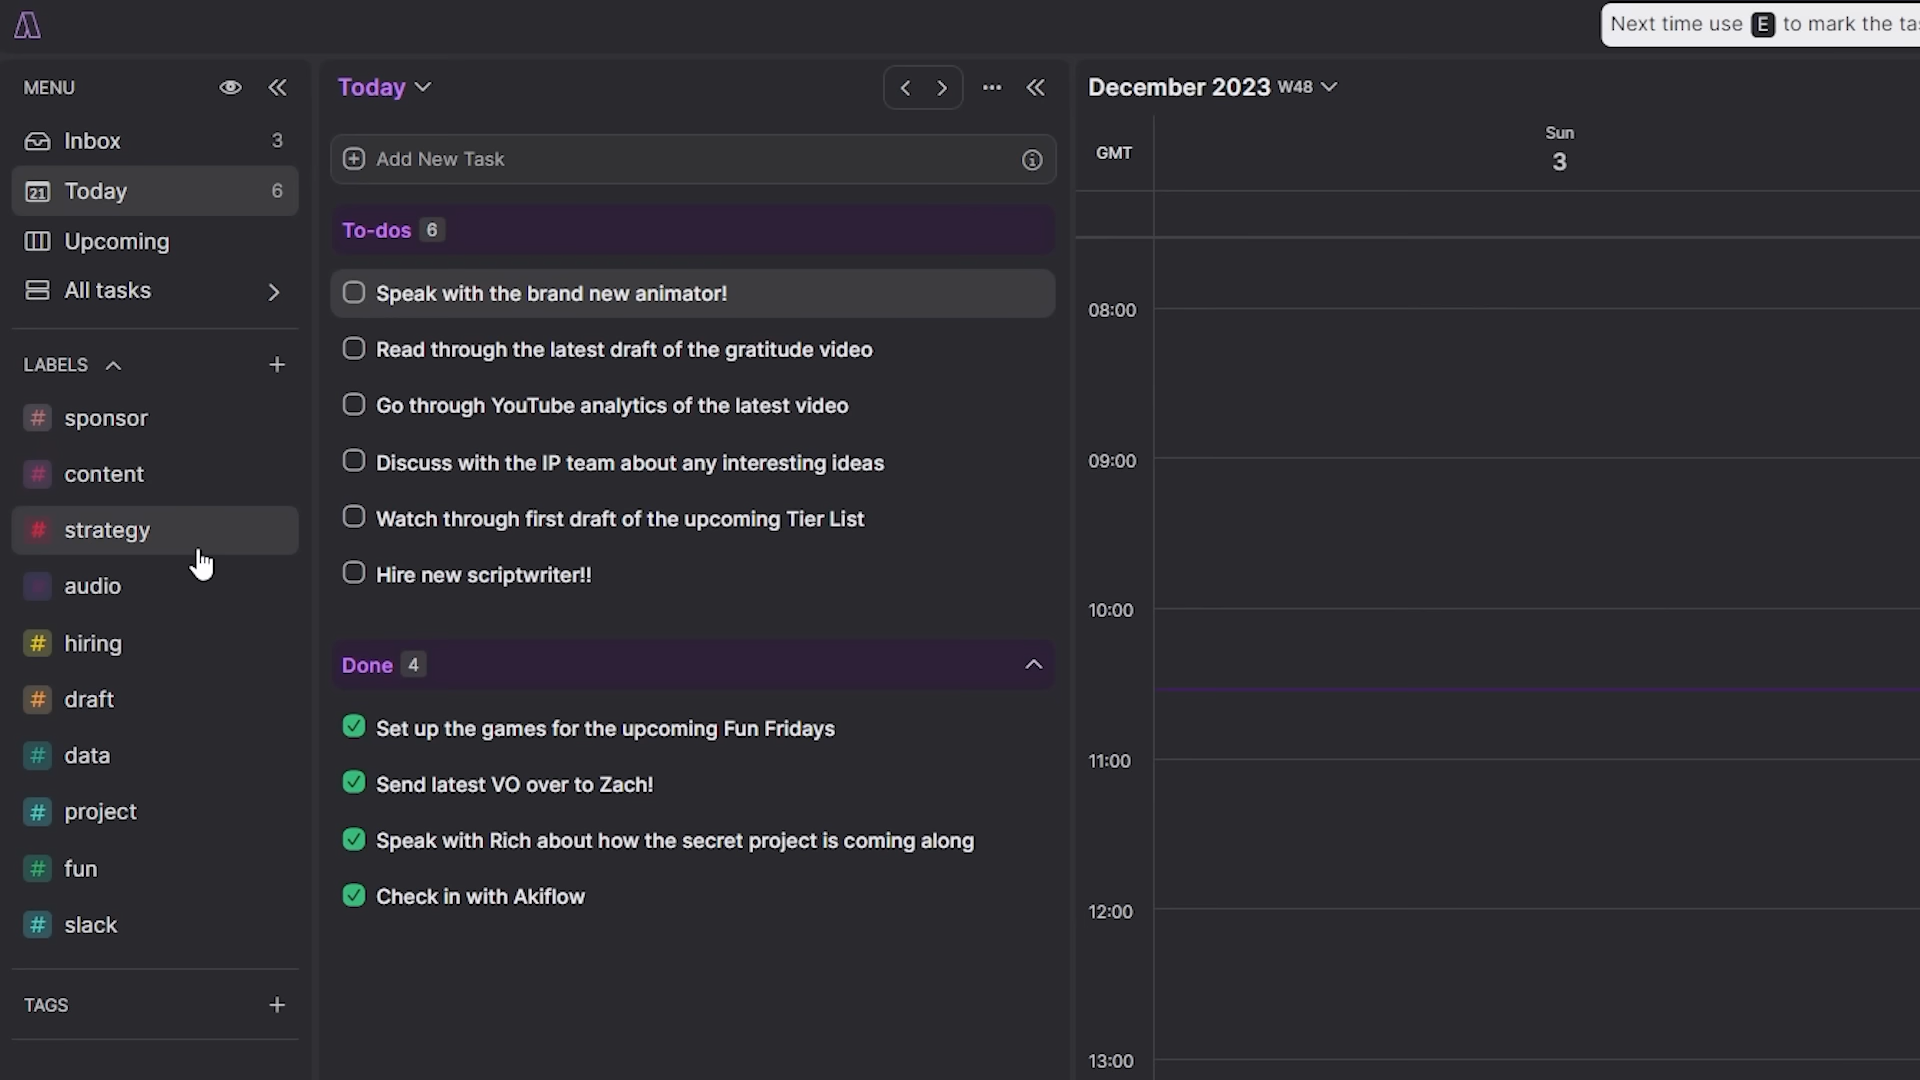 Next time use E to mark the tas
MENU
Inbox 3
21 Today 6
Upcoming
All tasks
LABELS
# sponsor
# content
# strategy
audio
# hiring
# draft
# data
# project
# fun
# slack
TAGS
Today
Add New Task
To-dos 6
Speak with the brand new animator!
Read through the latest draft of the gratitude video
Go through YouTube analytics of the latest video
Discuss with the IP team about any interesting ideas
Watch through first draft of the upcoming Tier List
Hire new scriptwriter!!
Done 4
Set up the games for the upcoming Fun Fridays
Send latest VO over to Zach!
Speak with Rich about how the secret project is coming along
Check in with Akiflow
December 2023 W48
Sun
GMT 3
08:00
09:00
10:00
11:00
12:00
13:00